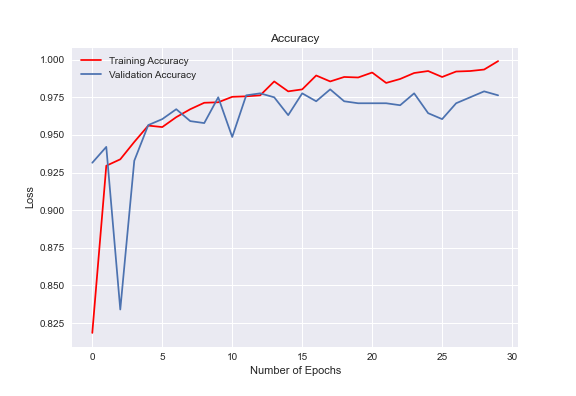 Accuracy
Training Accuracy
Validation Accuracy
1.000
0.975
0.950
0.925
0.900
0.875
0.850
0.825
Loss
0 5 10 15 20 25 30
Number of Epochs